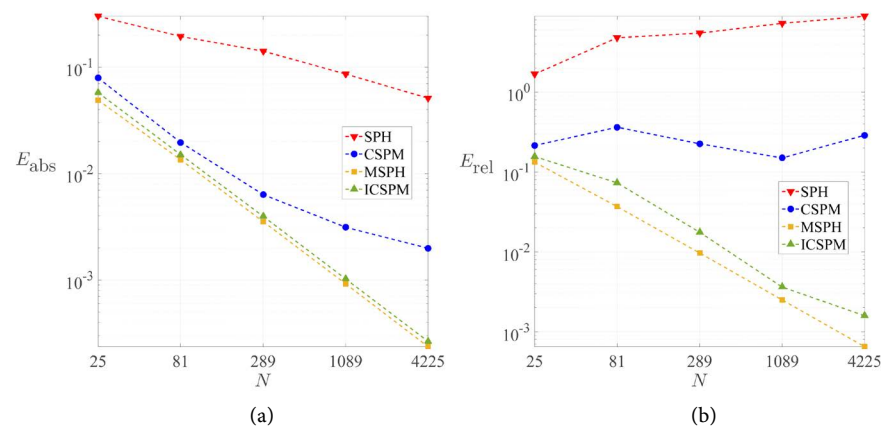 10^-1
10^-2
10^-3
E_abs
SPH
CSPM
MSPH
ICSPM
25 81 289 1089 4225
N
(a)
10^0
10^-1
10^-2
10^-3
E_rel
SPH
CSPM
MSPH
ICSPM
25 81 289 1089 4225
N
(b)